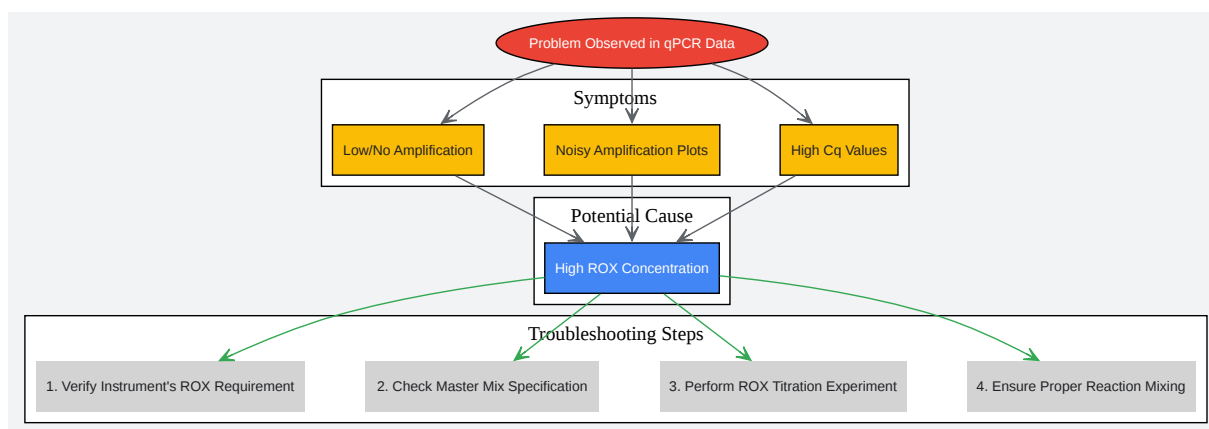 Problem Observed in qPCR Data
Symptoms
Low/No Amplification
Noisy Amplification Plots
High Cq Values
Potential Cause
High ROX Concentration
Troubleshooting Steps
1. Verify Instrument's ROX Requirement
2. Check Master Mix Specification
3. Perform ROX Titration Experiment
4. Ensure Proper Reaction Mixing